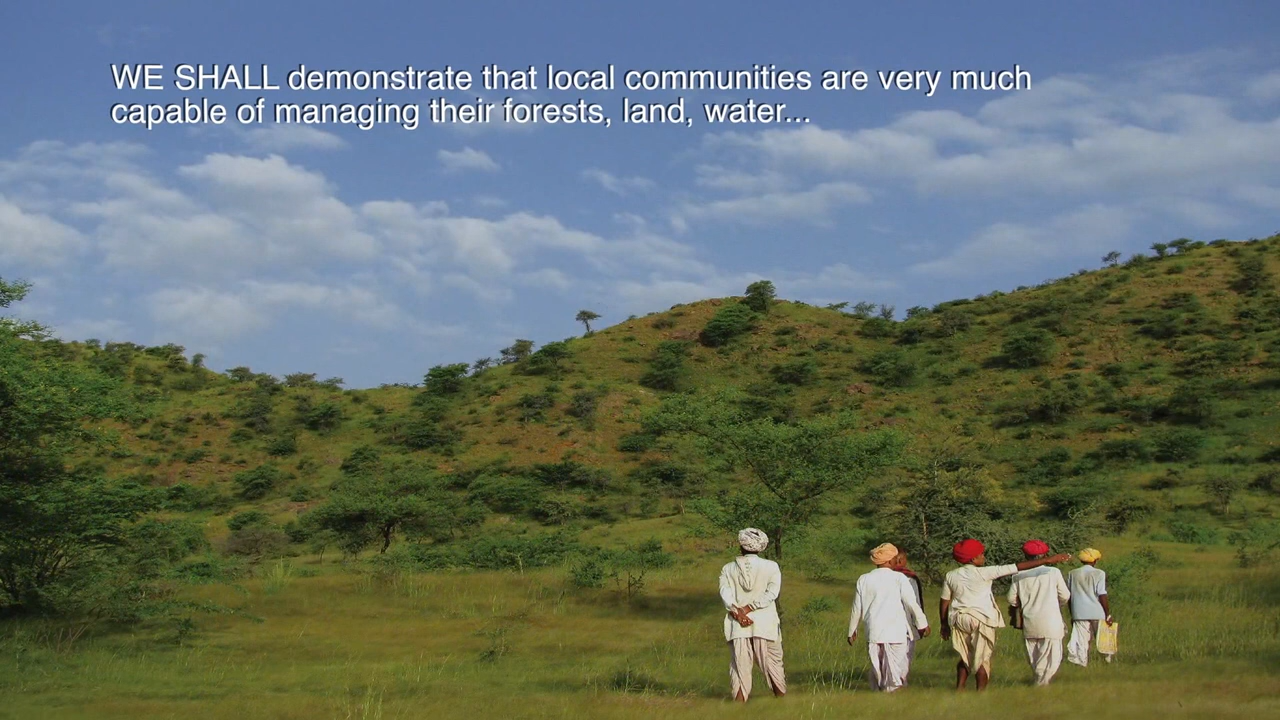 WE SHALL demonstrate that local communities are very much
capable of managing their forests, land, water...